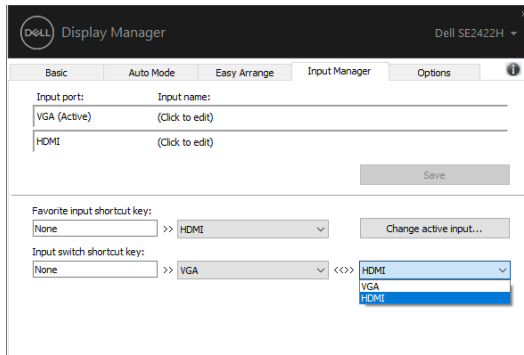 DELL Display Manager Dell SE2422H
Basic Auto Mode Easy Arrange Input Manager Options
Input port: Input name:
VGA (Active) (Click to edit)
HDMI (Click to edit)
Save
Favorite input shortcut key:
None >> HDMI Change active input...
Input switch shortcut key:
None >> VGA <<>> HDMI
VGA
HDMI